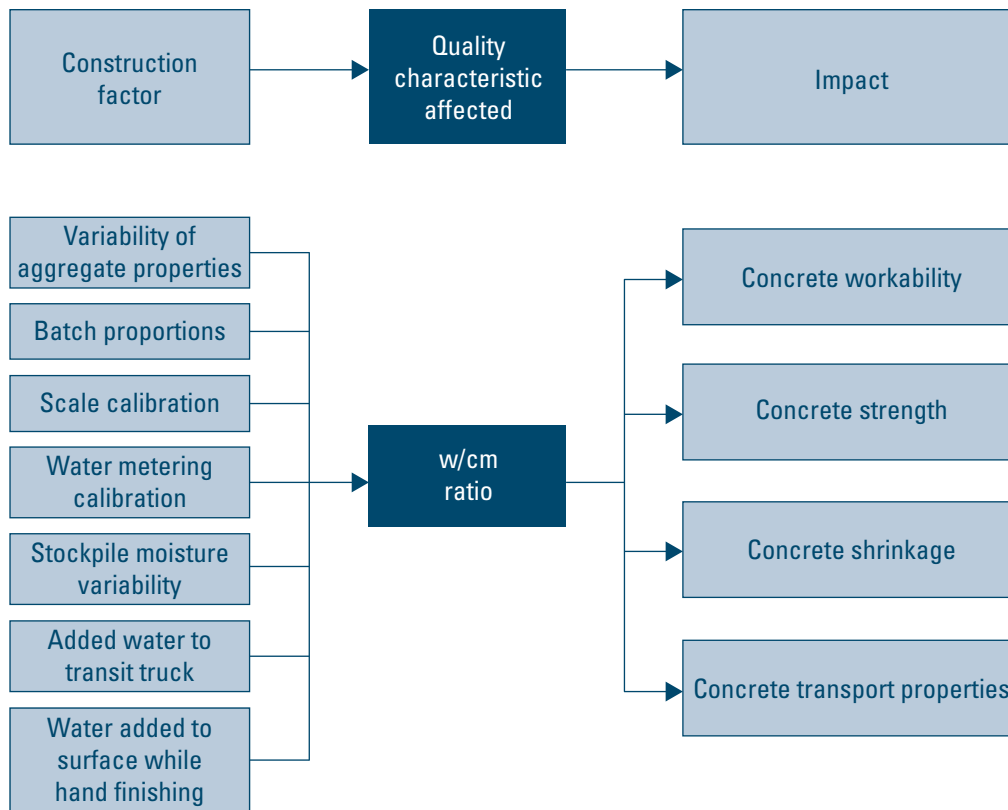 Construction
factor
Quality
characteristic
affected
Impact
Variability of
aggregate properties
Batch proportions
Scale calibration
Water metering
calibration
Stockpile moisture
variability
Added water to
transit truck
Water added to
surface while
hand finishing
w/cm
ratio
Concrete workability
Concrete strength
Concrete shrinkage
Concrete transport properties